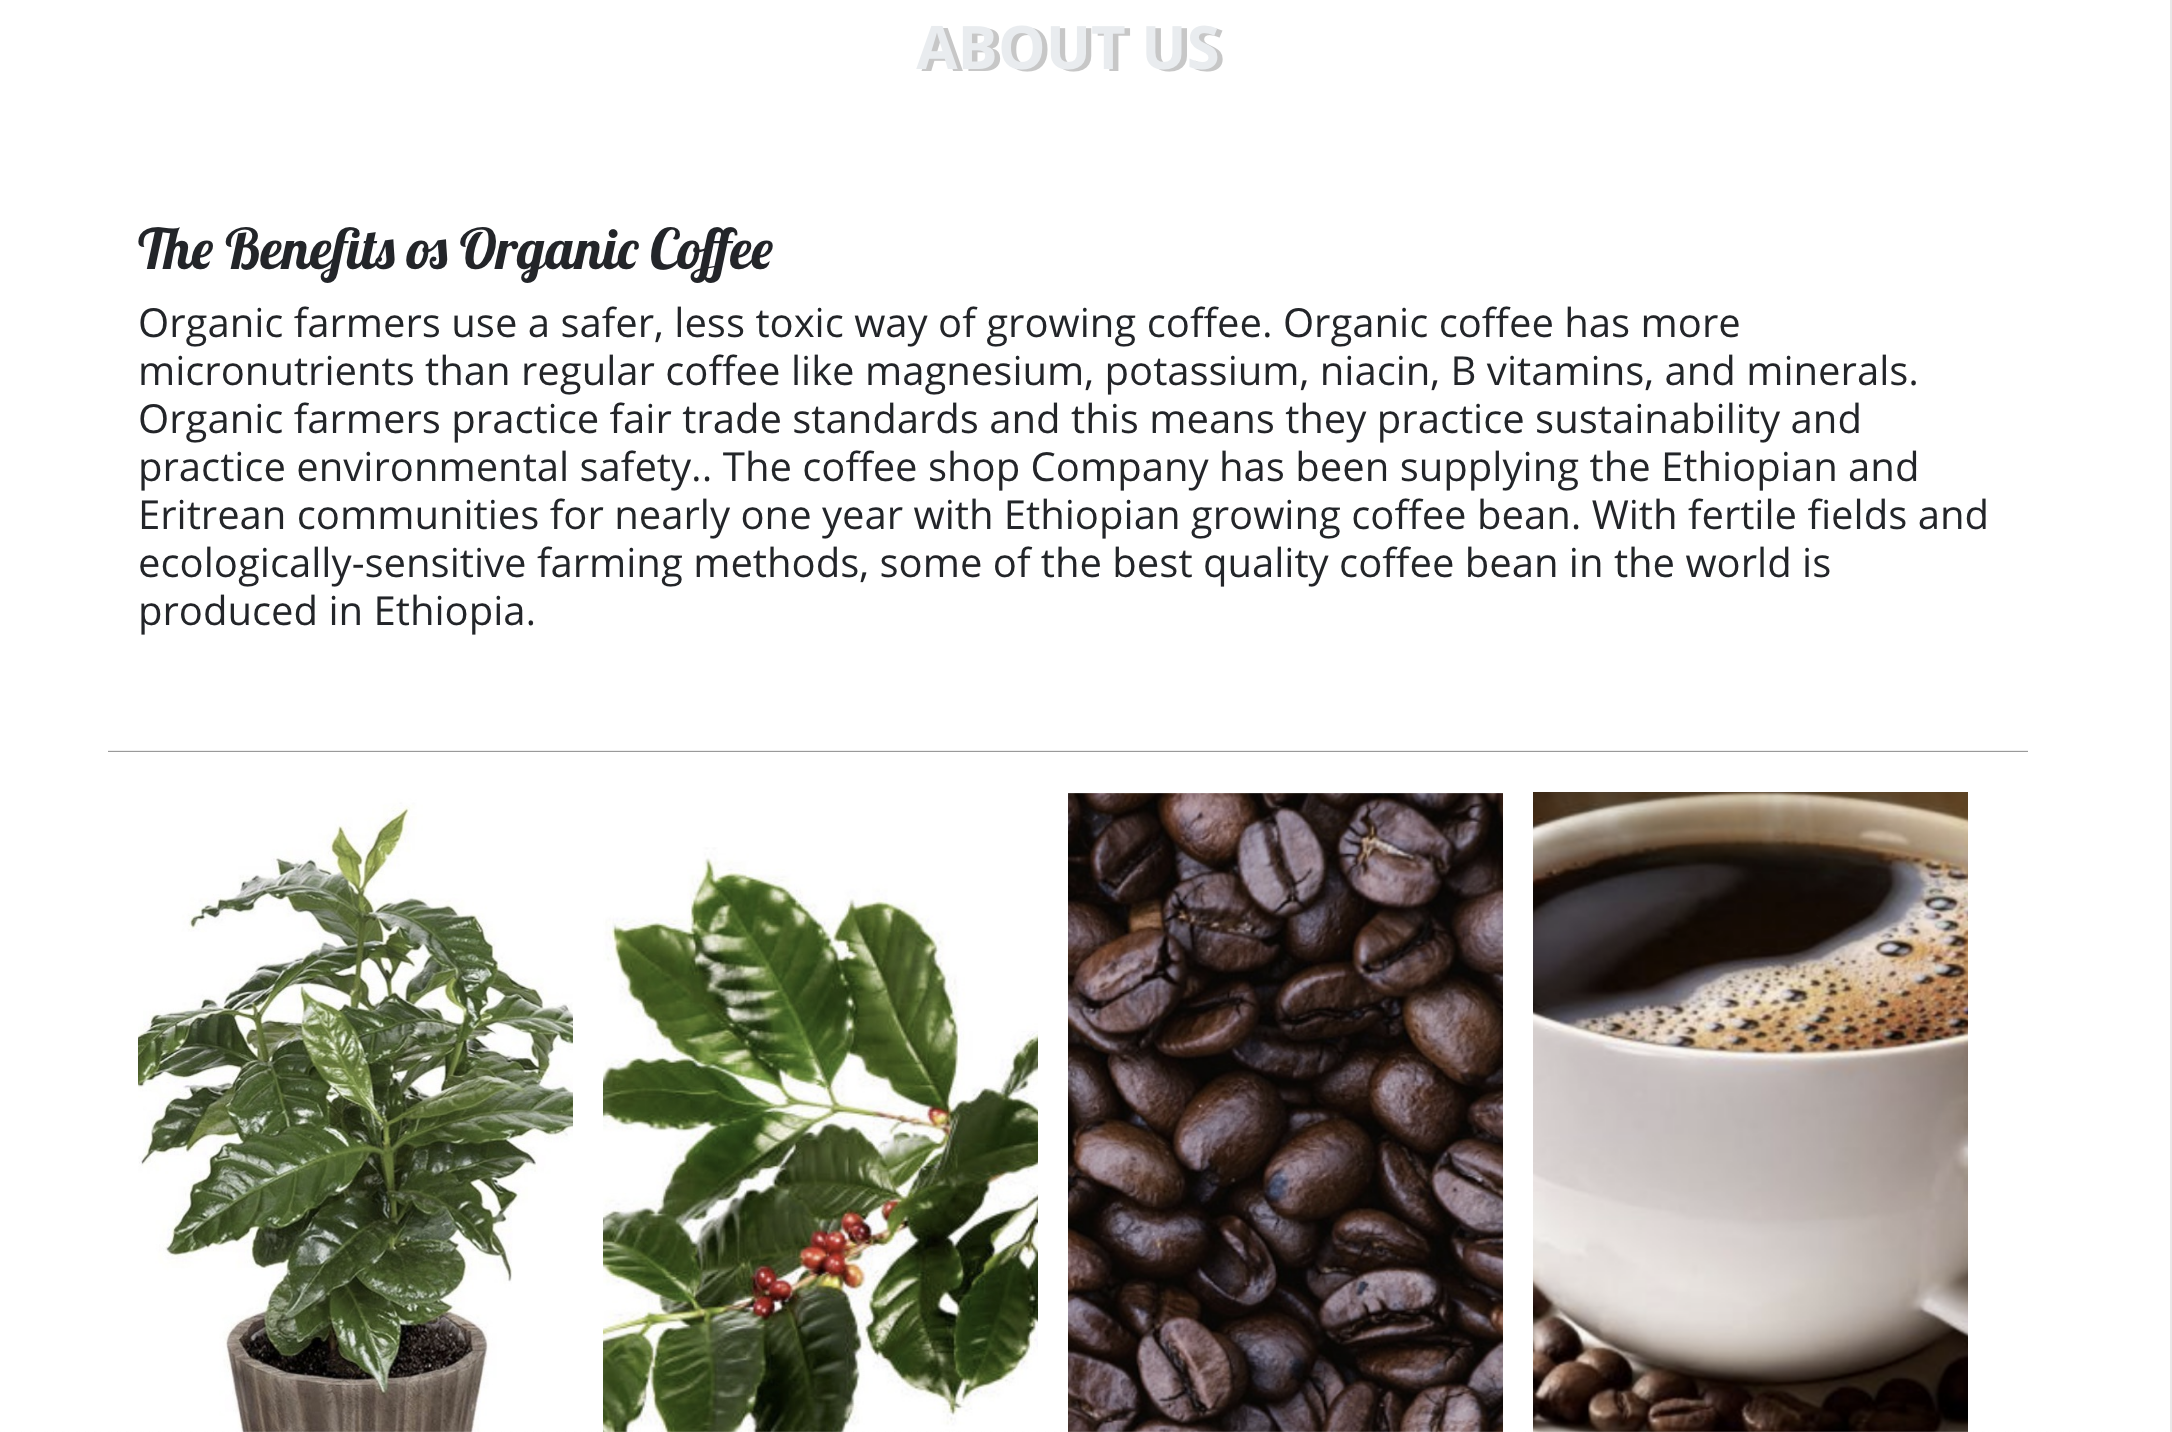 ABOUT US
The Benefits os Organic Coffee
Organic farmers use a safer, less toxic way of growing coffee. Organic coffee has more
micronutrients than regular coffee like magnesium, potassium, niacin, B vitamins, and minerals.
Organic farmers practice fair trade standards and this means they practice sustainability and
practice environmental safety.. The coffee shop Company has been supplying the Ethiopian and
Eritrean communities for nearly one year with Ethiopian growing coffee bean. With fertile fields and
ecologically-sensitive farming methods, some of the best quality coffee bean in the world is
produced in Ethiopia.